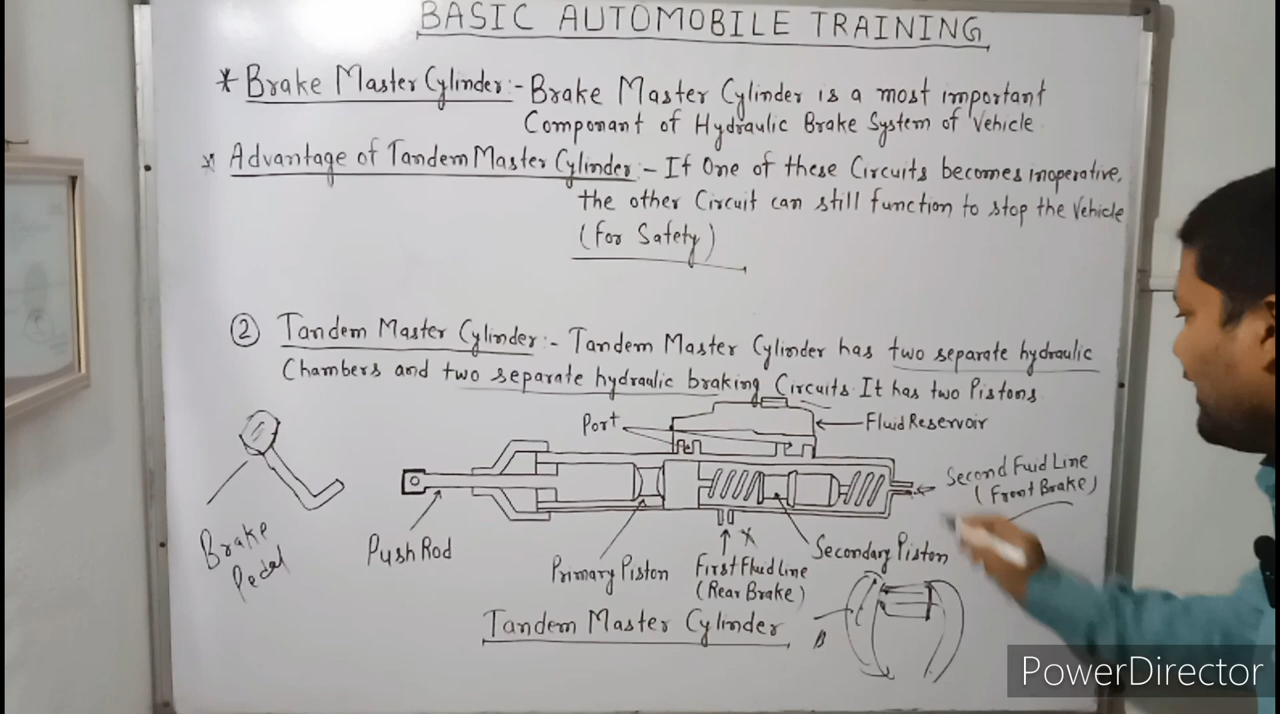 BASIC AUTOMOBILE TRAINING
* Brake Master Cylinder:- Brake Master Cylinder is a most important
Componant of Hydraulic Brake System of Vehicle
* Advantage of Tandem Master Cylinder:- If One of these Circuits becomes inoperative,
the other Circuit can still function to stop the Vehicle
(For Safety)
② Tandem Master Cylinder:- Tandem Master Cylinder has two separate hydraulic
Chambers and two separate hydraulic braking Circuits. It has two Pistons.
Port
Fluid Reservoir
Second Fuid Line
(Front Brake)
Brake
Pedal
Push Rod
Primary Piston
First Fluid Line
(Rear Brake)
Secondary Piston
Tandem Master Cylinder
PowerDirector